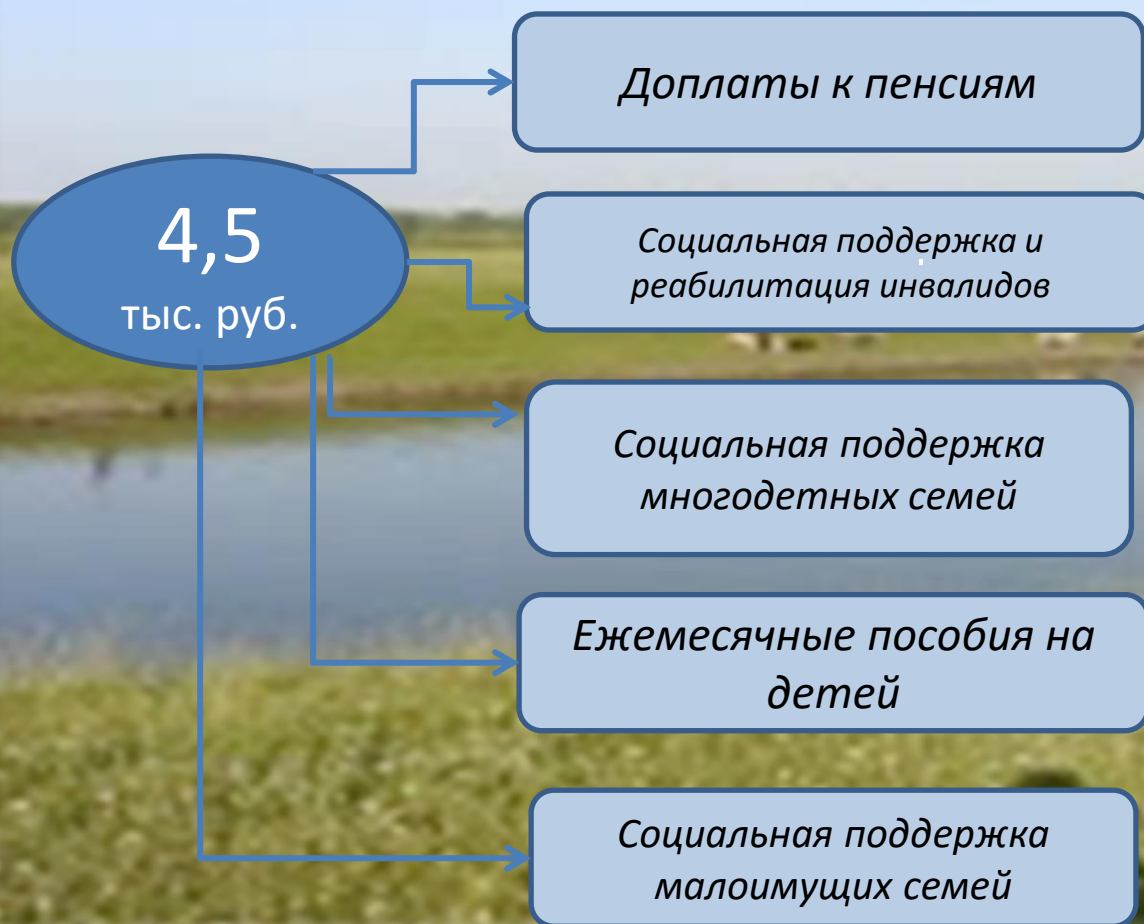 Доплаты к пенсиям
4,5
тыс. руб.
Социальная поддержка и
реабилитация инвалидов
Социальная поддержка
многодетных семей
Ежемесячные пособия на
детей
Социальная поддержка
малоимущих семей